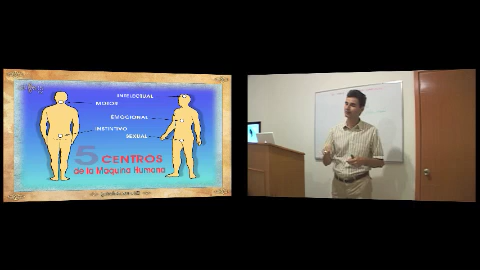 INTELECTUAL
MOTOR
EMOCIONAL
INSTINTIVO
SEXUAL
5 CENTROS
de la Maquina Humana